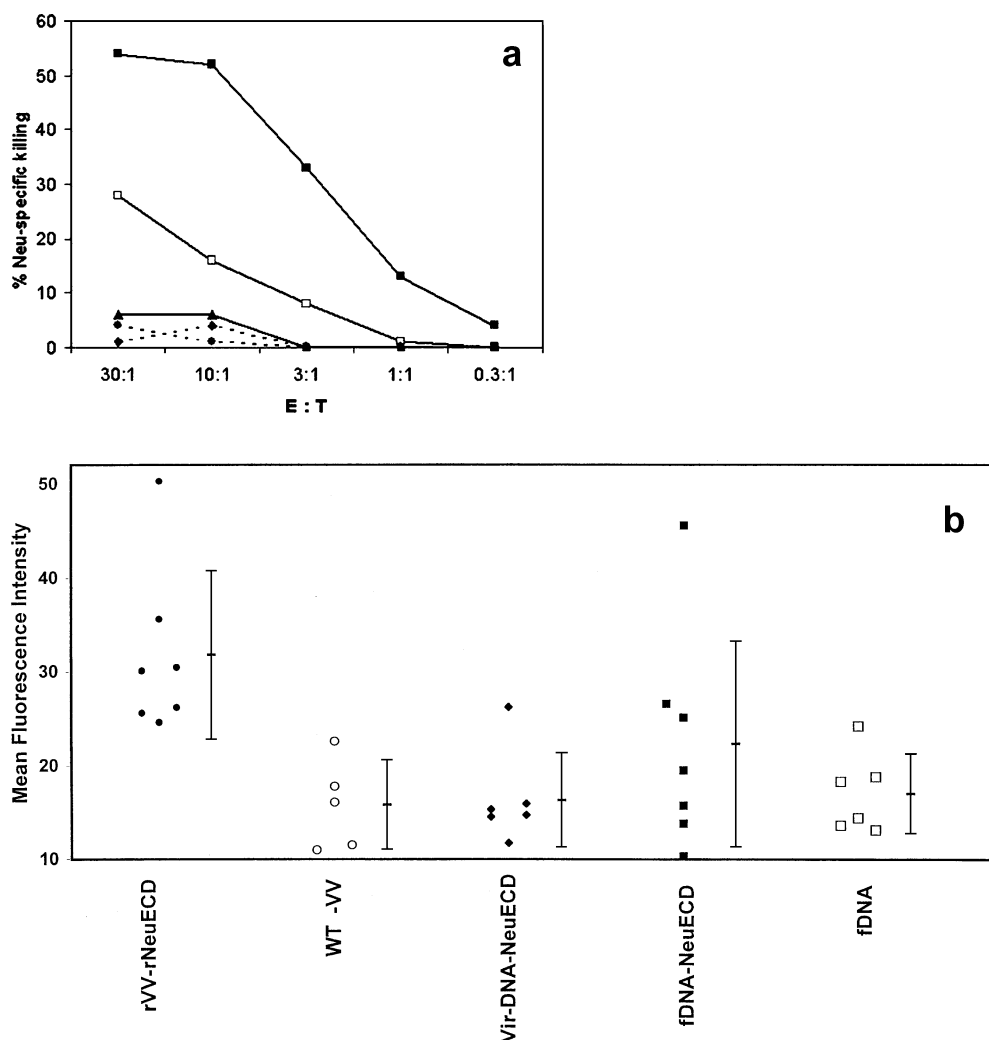 a
60
50
40
30
20
10
0
% Neu-specific killing
30:1
10:1
3:1
1:1
0.3:1
E : T
b
50
40
30
20
10
Mean Fluorescence Intensity
rVV-rNeuECD
WT -VV
Vir-DNA-NeuECD
fDNA-NeuECD
fDNA